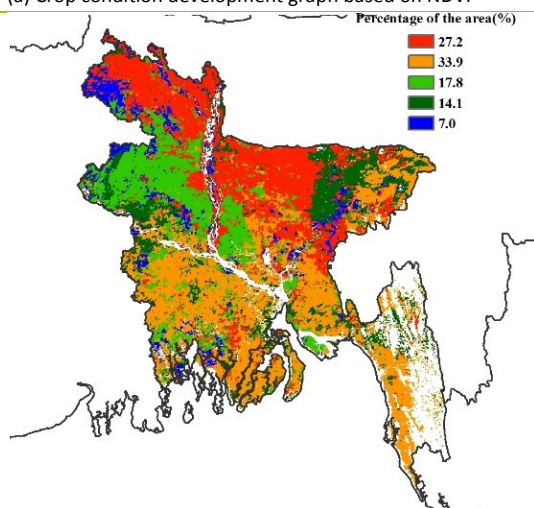 (a) Crop condition development graph based on NDVI
Percentage of the area(%)
27.2
33.9
17.8
14.1
7.0